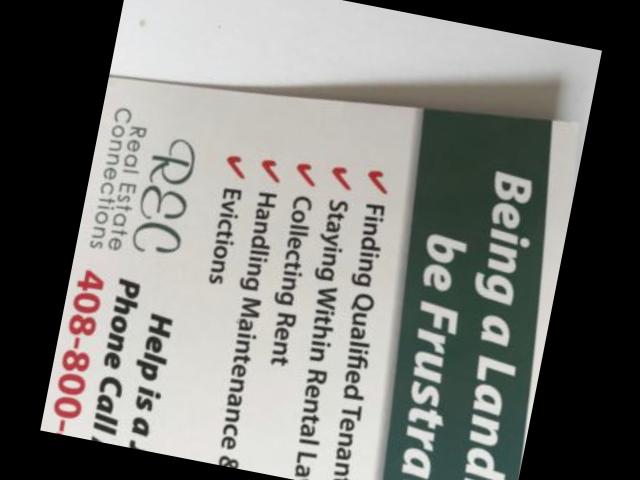 Being a Land
be Frustra
✔ Finding Qualified Tenant
✔ Staying Within Rental La
✔ Collecting Rent
✔ Handling Maintenance &
✔ Evictions
REC
Real Estate
Connections
Help is a
Phone Call
408-800-